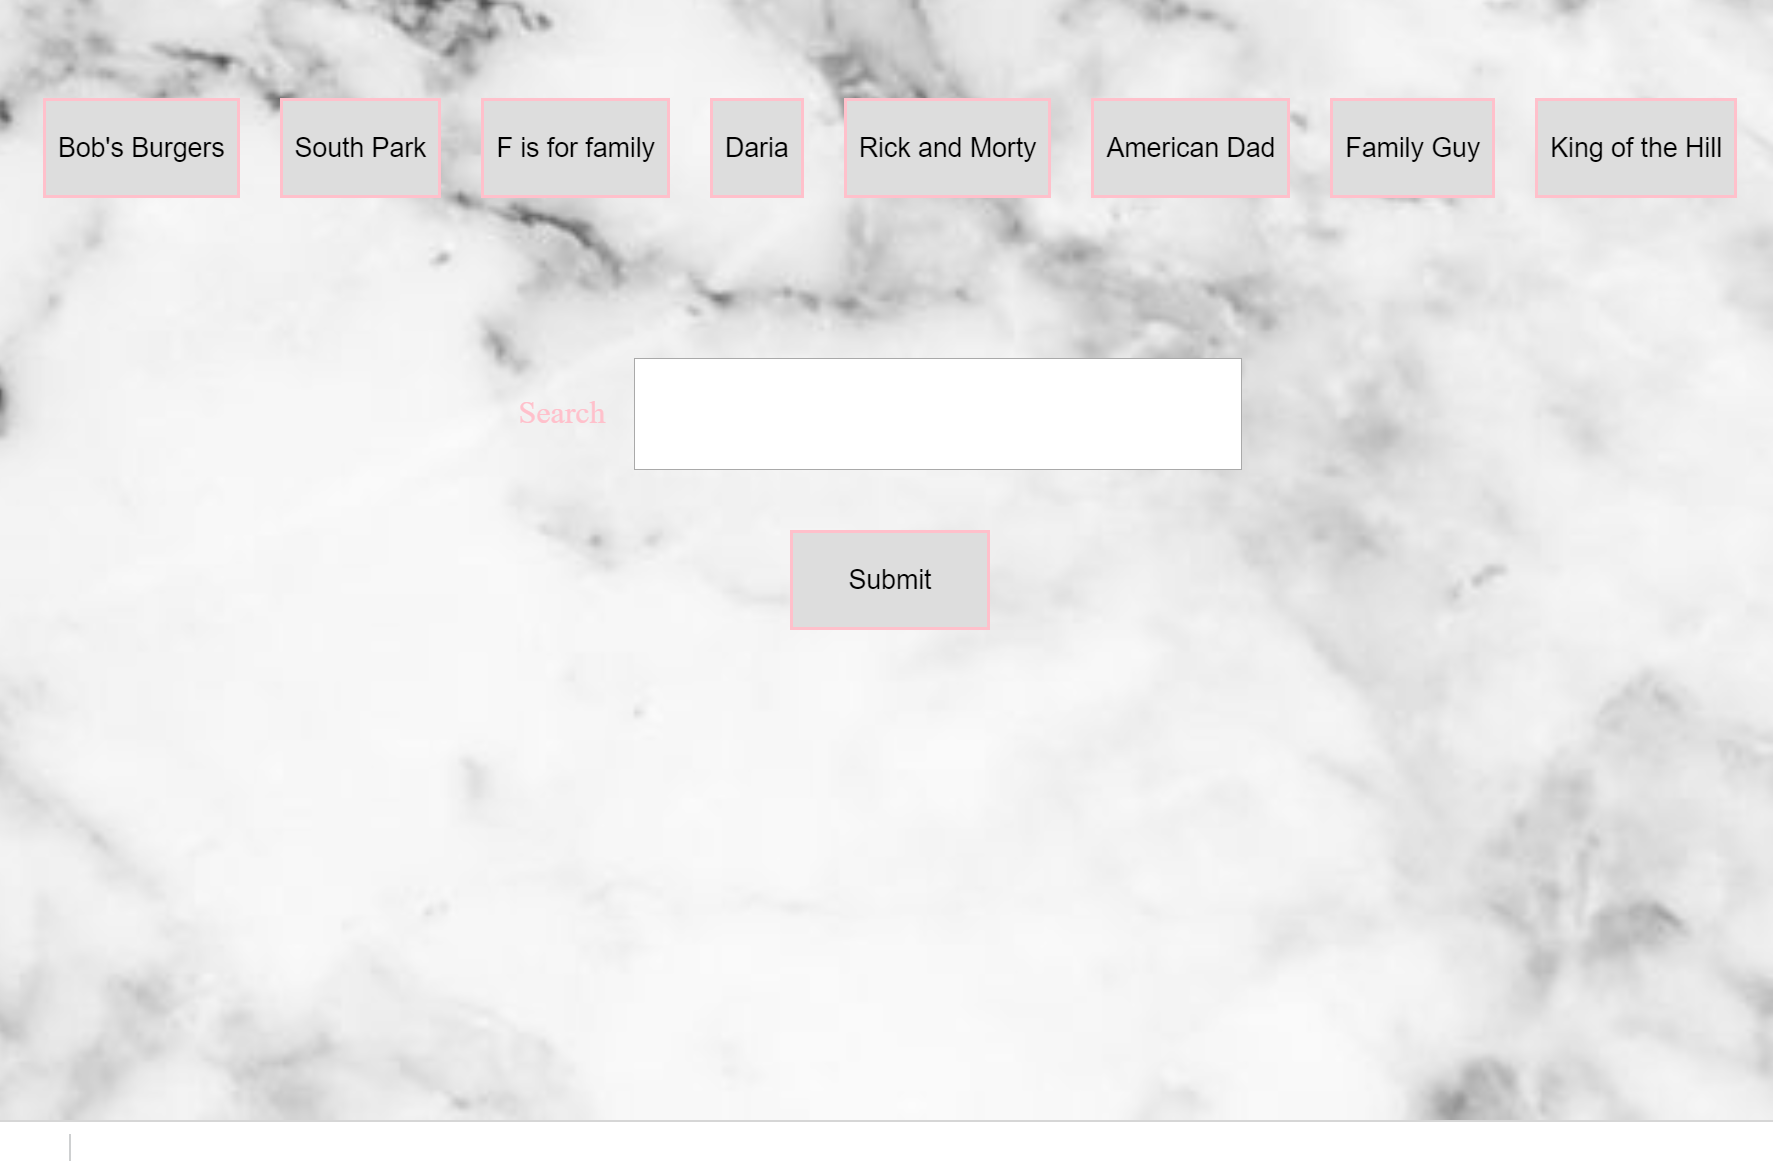 Bob's Burgers
South Park
F is for family
Daria
Rick and Morty
American Dad
Family Guy
King of the Hill
Search
Submit